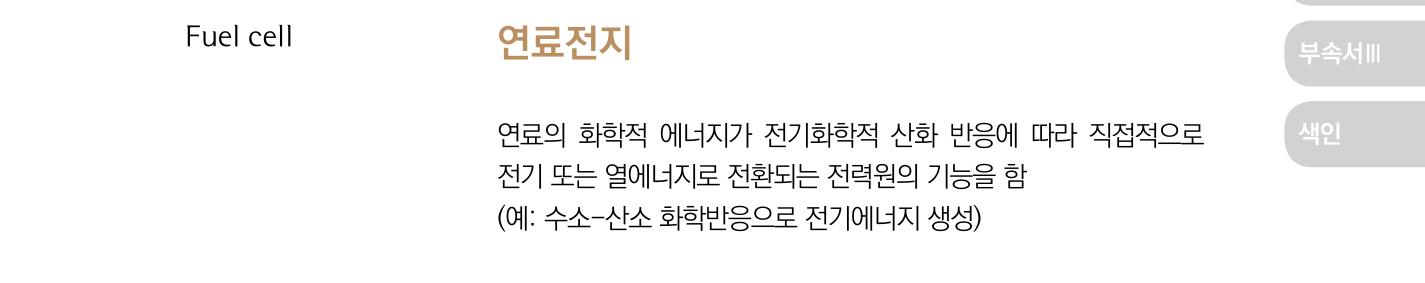 Fuel cell
연료전지
연료의 화학적 에너지가 전기화학적 산화 반응에 따라 직접적으로
전기 또는 열에너지로 전환되는 전력원의 기능을 함
(예: 수소-산소 화학반응으로 전기에너지 생성)
부속서Ⅲ
색인